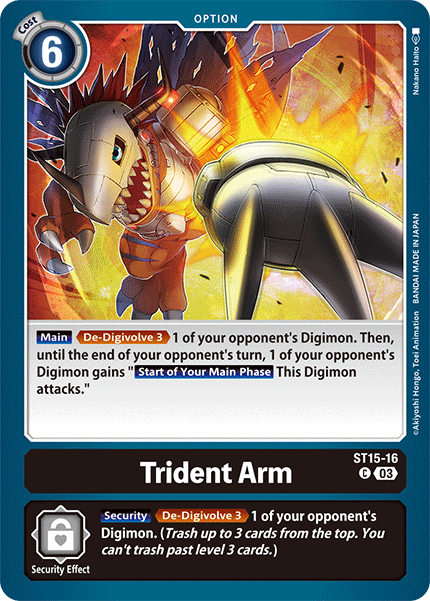 Cost
6
OPTION
Nakano Haito
Main De-Digivolve 3 1 of your opponent's Digimon. Then,
until the end of your opponent's turn, 1 of your opponent's
Digimon gains "Start of Your Main Phase This Digimon
attacks."
©Akiyoshi Hongo, Toei Animation BANDAI MADE IN JAPAN
Trident Arm
ST15-16
C 03
Security De-Digivolve 3 1 of your opponent's
Digimon. (Trash up to 3 cards from the top. You
can't trash past level 3 cards.)
Security Effect